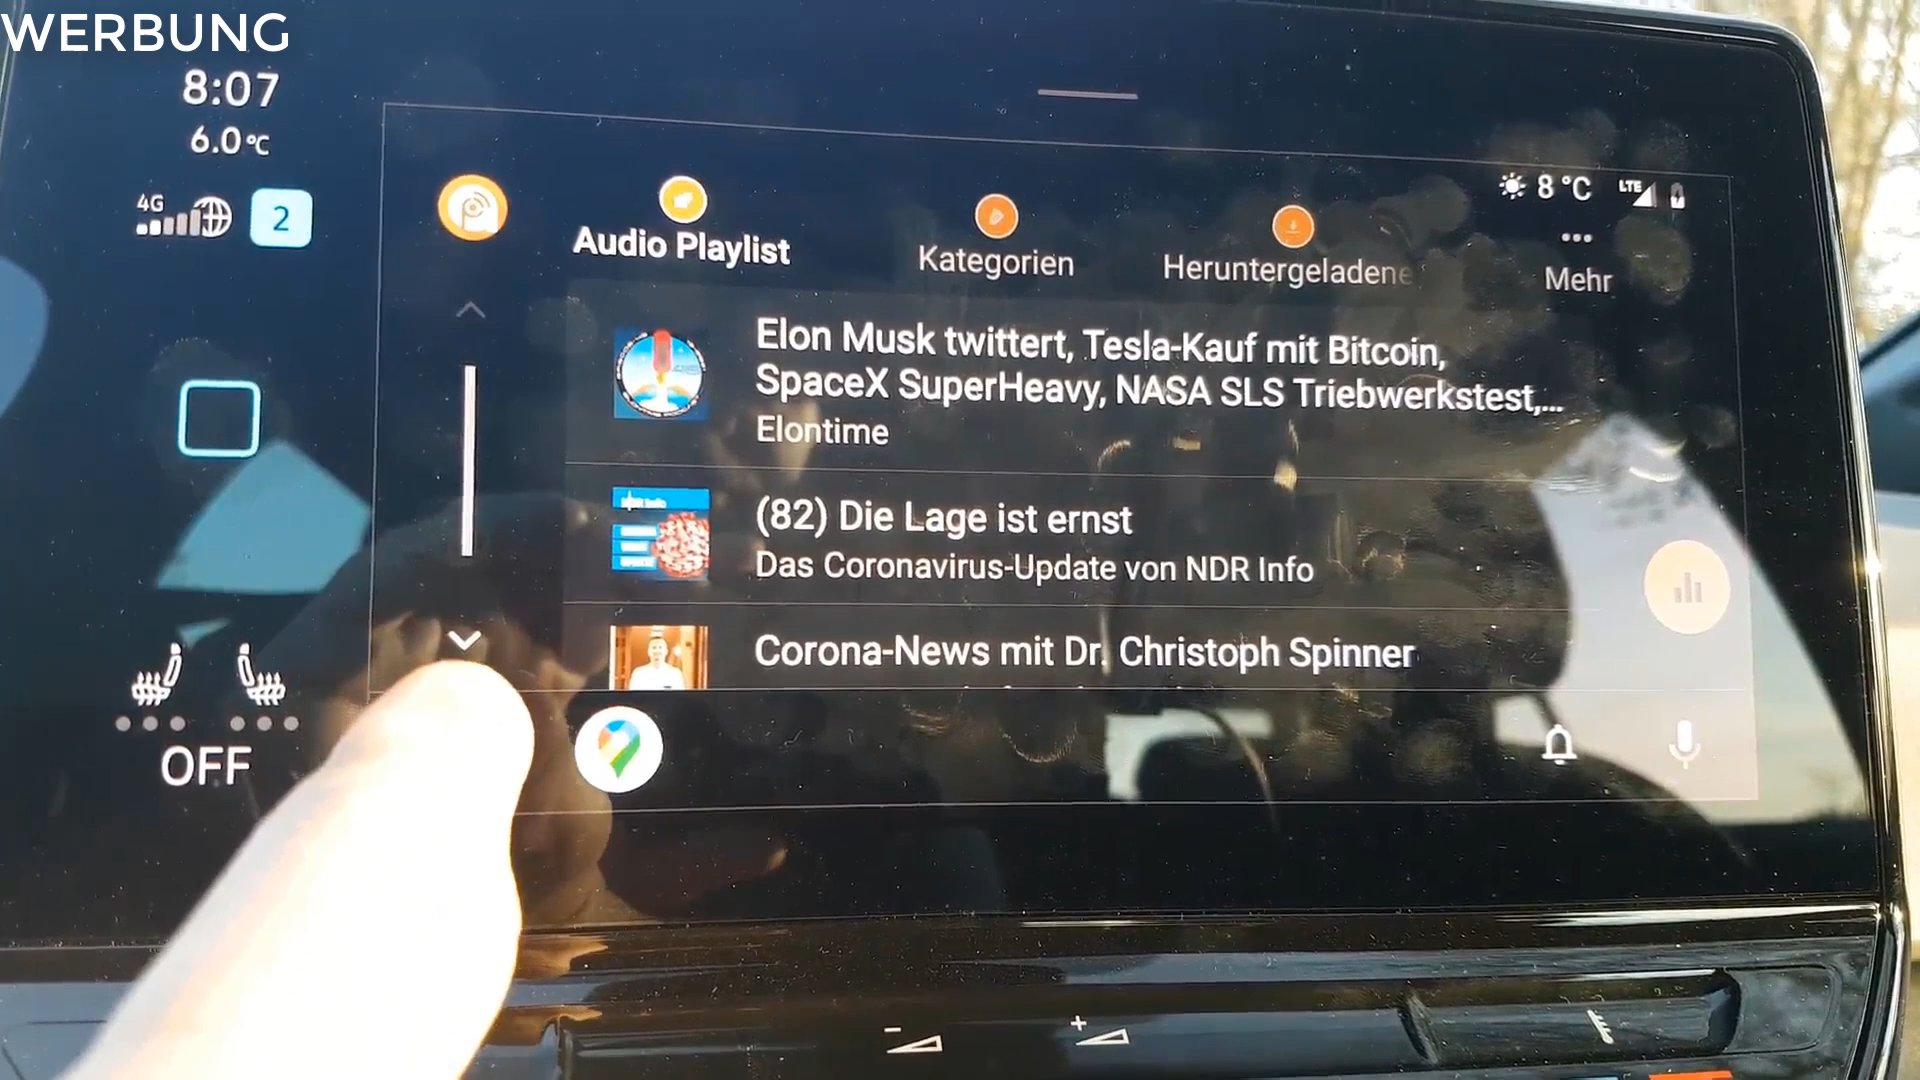 WERBUNG
8:07
6.0°C
4G
2
8°C
LTE
Audio Playlist
Kategorien
Heruntergeladene
Mehr
Elon Musk twittert, Tesla-Kauf mit Bitcoin,
SpaceX SuperHeavy, NASA SLS Triebwerkstest,...
Elontime
(82) Die Lage ist ernst
Das Coronavirus-Update von NDR Info
Corona-News mit Dr. Christoph Spinner
OFF